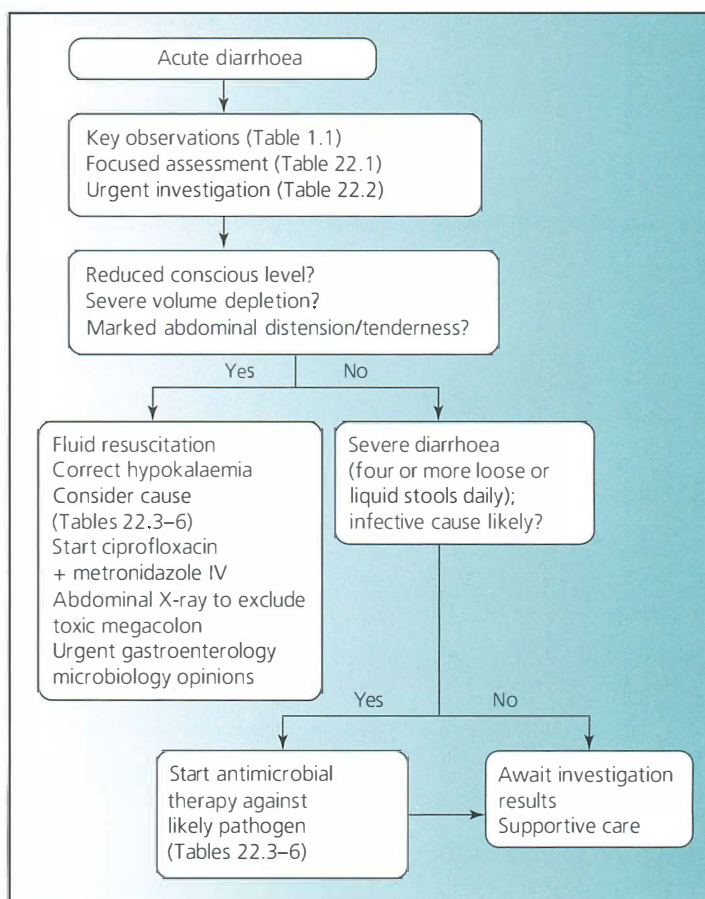 Acute diarrhoea
Key observations (Table 1.1)
Focused assessment (Table 22.1)
Urgent investigation (Table 22.2)
Reduced conscious level?
Severe volume depletion?
Marked abdominal distension/tenderness?
Yes
No
Fluid resuscitation
Correct hypokalaemia
Consider cause
(Tables 22.3–6)
Start ciprofloxacin
+ metronidazole IV
Abdominal X-ray to exclude
toxic megacolon
Urgent gastroenterology
microbiology opinions
Severe diarrhoea
(four or more loose or
liquid stools daily);
infective cause likely?
Yes
No
Start antimicrobial
therapy against
likely pathogen
(Tables 22.3–6)
Await investigation
results
Supportive care